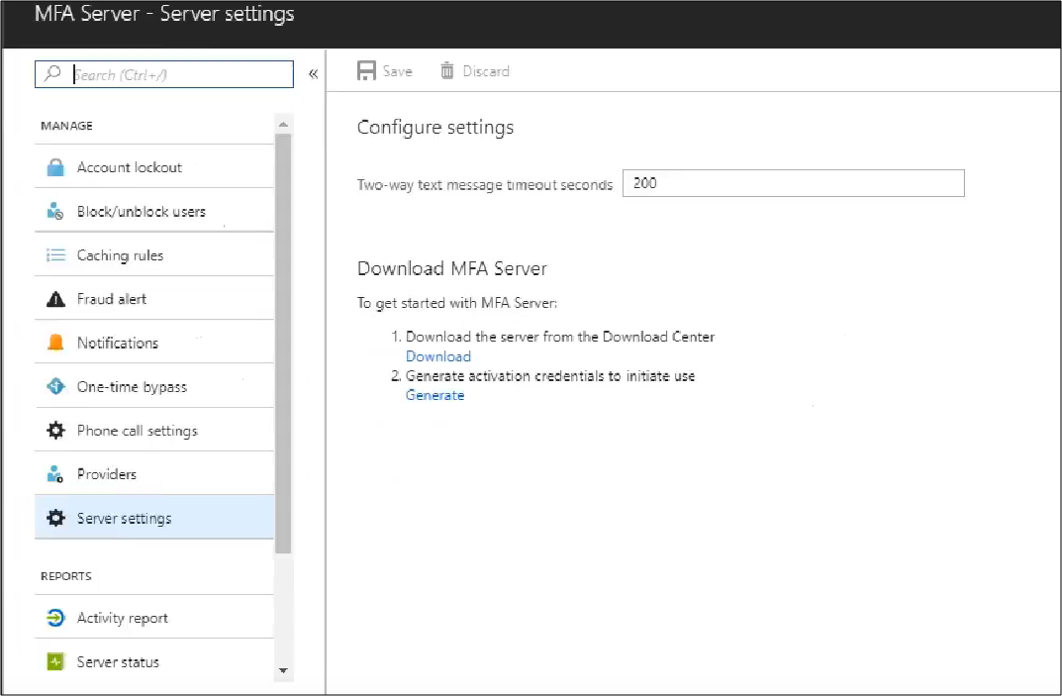 MFA Server - Server settings
Search (Ctrl+/)
«
MANAGE
Account lockout
Block/unblock users
Caching rules
Fraud alert
Notifications
One-time bypass
Phone call settings
Providers
Server settings
REPORTS
Activity report
Server status
Save
Discard
Configure settings
Two-way text message timeout seconds
200
Download MFA Server
To get started with MFA Server:
1. Download the server from the Download Center
Download
2. Generate activation credentials to initiate use
Generate